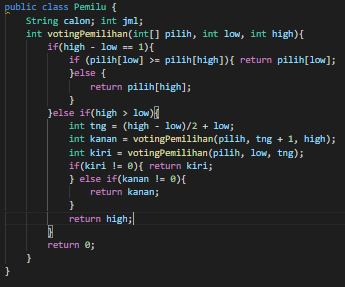 public class Pemilu {
    String calon; int jml;
    int votingPemilihan(int[] pilih, int low, int high){
        if(high - low == 1){
            if (pilih[low] >= pilih[high]){ return pilih[low];
            }else {
                return pilih[high];
            }
        }else if(high > low){
            int tng = (high - low)/2 + low;
            int kanan = votingPemilihan(pilih, tng + 1, high);
            int kiri = votingPemilihan(pilih, low, tng);
            if(kiri != 0){ return kiri;
            } else if(kanan != 0){
                return kanan;
            }
            return high;
        }
        return 0;
    }
}